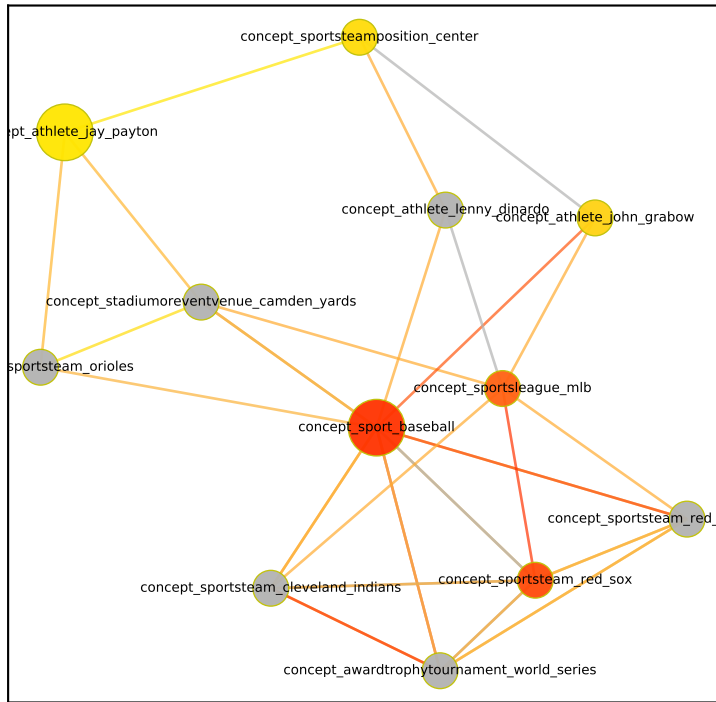 concept_sportsteamposition_center
ept_athlete_jay_payton
concept_athlete_lenny_dinardo
concept_athlete_john_grabow
concept_stadiumoreventvenue_camden_yards
sportsteam_orioles
concept_sportsleague_mlb
concept_sport_baseball
concept_sportsteam_red_
concept_sportsteam_red_sox
concept_sportsteam_cleveland_indians
concept_awardtrophytournament_world_series